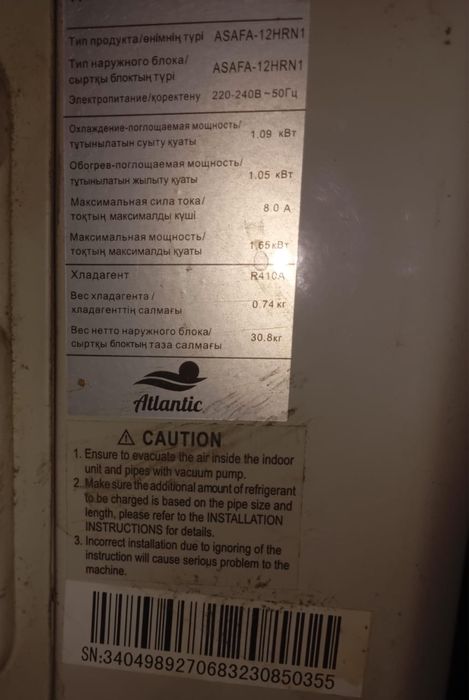 Тип продукта/өнімнің түрі ASAFA-12HRN1
Тип наружного блока/ ASAFA-12HRN1
сыртқы блоктың түрі
Электропитание/қоректену 220-240В~50Гц
Охлаждение-поглощаемая мощность/ 1.09 кВт
тұтынылатын суыту қуаты
Обогрев-поглощаемая мощность/ 1.05 кВт
тұтынылатын жылыту қуаты
Максимальная сила тока/ 8.0 А
тоқтың максималды күші
Максимальная мощность/ 1.65кВт
тоқтың максималды қуаты
Хладагент R410A
Вес хладагента / 0.74 кг
хладагенттің салмағы
Вес нетто наружного блока/ 30.8кг
сыртқы блоктың таза салмағы
Atlantic
CAUTION
1. Ensure to evacuate the air inside the indoor
unit and pipes with vacuum pump.
2. Make sure the additional amount of refrigerant
to be charged is based on the pipe size and
length, please refer to the INSTALLATION
INSTRUCTIONS for details.
3. Incorrect installation due to ignoring of the
instruction will cause serious problem to the
machine.
SN:3404989270683230850355